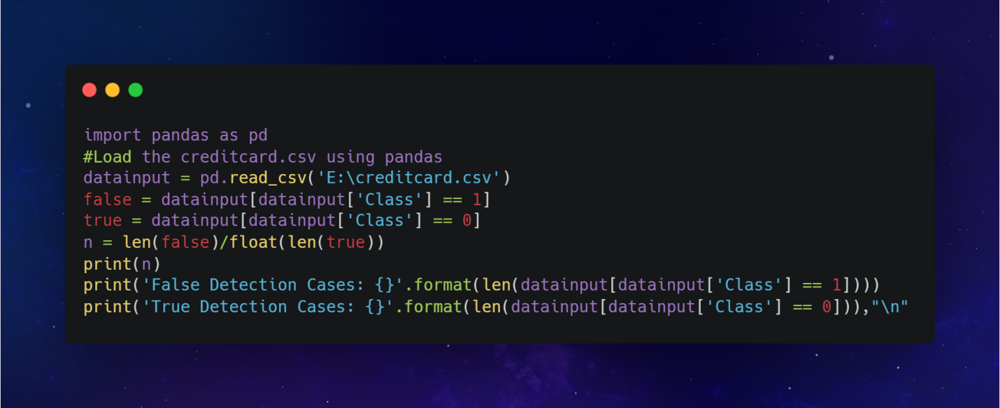 import pandas as pd
#Load the creditcard.csv using pandas
datainput = pd.read_csv('E:\creditcard.csv')
false = datainput[datainput['Class'] == 1]
true = datainput[datainput['Class'] == 0]
n = len(false)/float(len(true))
print(n)
print('False Detection Cases: {}'.format(len(datainput[datainput['Class'] == 1])))
print('True Detection Cases: {}'.format(len(datainput[datainput['Class'] == 0])),"\n"